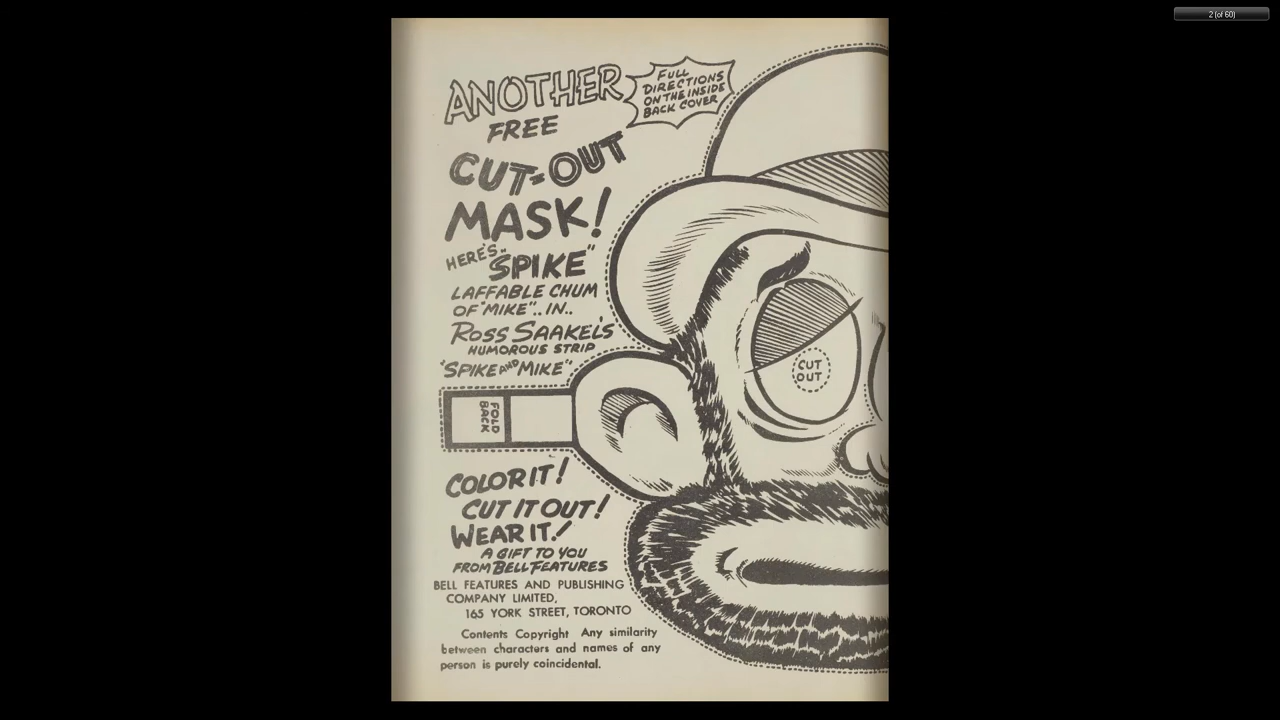 2 (of 60)
ANOTHER
FREE
CUT-OUT
MASK!
FULL
DIRECTIONS
ON THE INSIDE
BACK COVER
HERE'S..
"SPIKE"
LAFFABLE CHUM
OF "MIKE".. IN..
ROSS SAAKEL'S
HUMOROUS STRIP
"SPIKE AND MIKE"
FOLD
BACK
CUT
OUT
COLOR IT!
CUT IT OUT!
WEAR IT!
A GIFT TO YOU
FROM BELL FEATURES
BELL FEATURES AND PUBLISHING
COMPANY LIMITED,
165 YORK STREET, TORONTO
Contents Copyright Any similarity
between characters and names of any
person is purely coincidental.